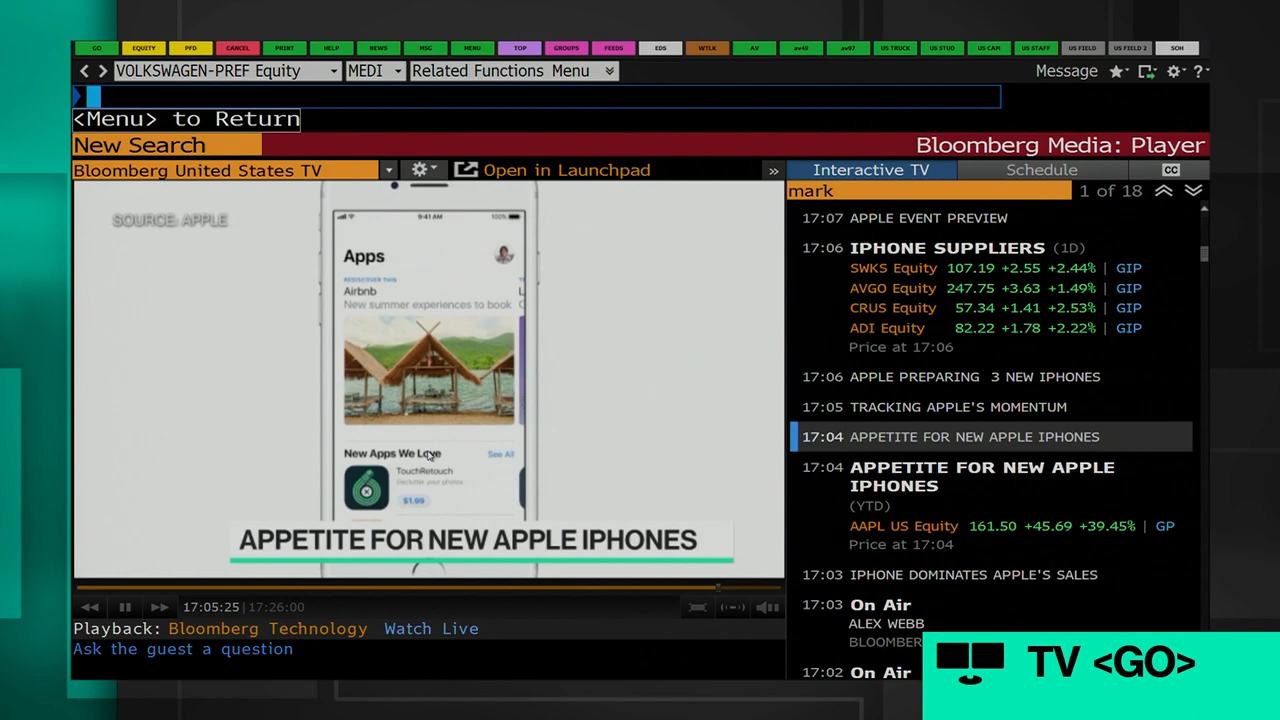 GO EQUITY PFD CANCEL PRINT HELP NEWS MSG MENU TOP GROUPS FEEDS EDS WTLK AV av49 av97 US TRUCK US STUD US CAM US STAFF US FIELD US FIELD 2 SOH
VOLKSWAGEN-PREF Equity MEDI Related Functions Menu Message ?
<Menu> to Return
New Search Bloomberg Media: Player
Bloomberg United States TV Open in Launchpad » Interactive TV Schedule CC
mark 1 of 18
SOURCE: APPLE
9:41 AM 100%
Apps
REDISCOVER THIS
Airbnb
New summer experiences to book
New Apps We Love See All
TouchRetouch
Declutter your photos
$1.99
APPETITE FOR NEW APPLE IPHONES
17:05:25 | 17:26:00
Playback: Bloomberg Technology Watch Live
Ask the guest a question
17:07 APPLE EVENT PREVIEW
17:06 IPHONE SUPPLIERS (1D)
SWKS Equity 107.19 +2.55 +2.44% | GIP
AVGO Equity 247.75 +3.63 +1.49% | GIP
CRUS Equity 57.34 +1.41 +2.53% | GIP
ADI Equity 82.22 +1.78 +2.22% | GIP
Price at 17:06
17:06 APPLE PREPARING 3 NEW IPHONES
17:05 TRACKING APPLE'S MOMENTUM
17:04 APPETITE FOR NEW APPLE IPHONES
17:04 APPETITE FOR NEW APPLE
IPHONES
(YTD)
AAPL US Equity 161.50 +45.69 +39.45% | GP
Price at 17:04
17:03 IPHONE DOMINATES APPLE'S SALES
17:03 On Air
ALEX WEBB
BLOOMBER
17:02 On Air
TV <GO>